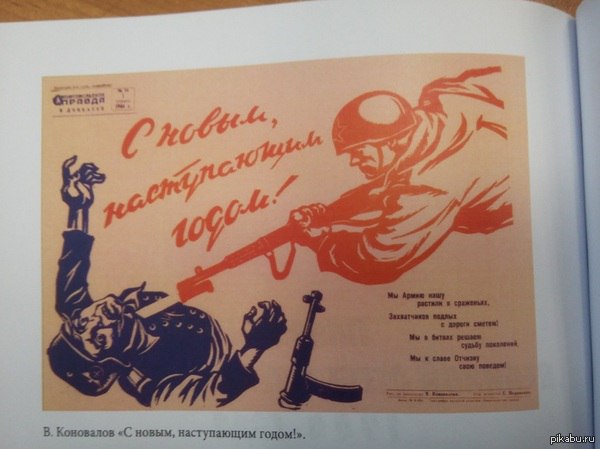 ПРАВДА
С новым,
наступающим
годом!
Мы Армию нашу
растили в сраженьях,
Захватчиков подлых
с дороги сметем!
Мы в битвах решаем
судьбу поколений,
Мы к славе Отчизну
свою поведем!
В. Коновалов «С новым, наступающим годом!».
pikabu.ru